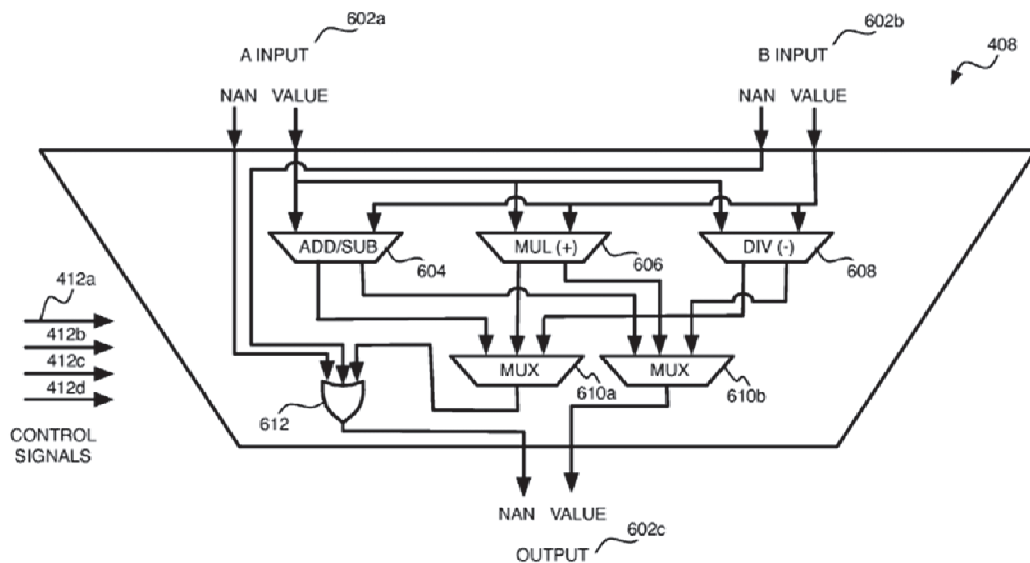 602a
602b
A INPUT
B INPUT
408
NAN VALUE
NAN VALUE
ADD/SUB
MUL (+)
DIV (-)
604
606
608
412a
412b
412c
412d
MUX
MUX
610a
610b
612
CONTROL
SIGNALS
NAN VALUE
602c
OUTPUT